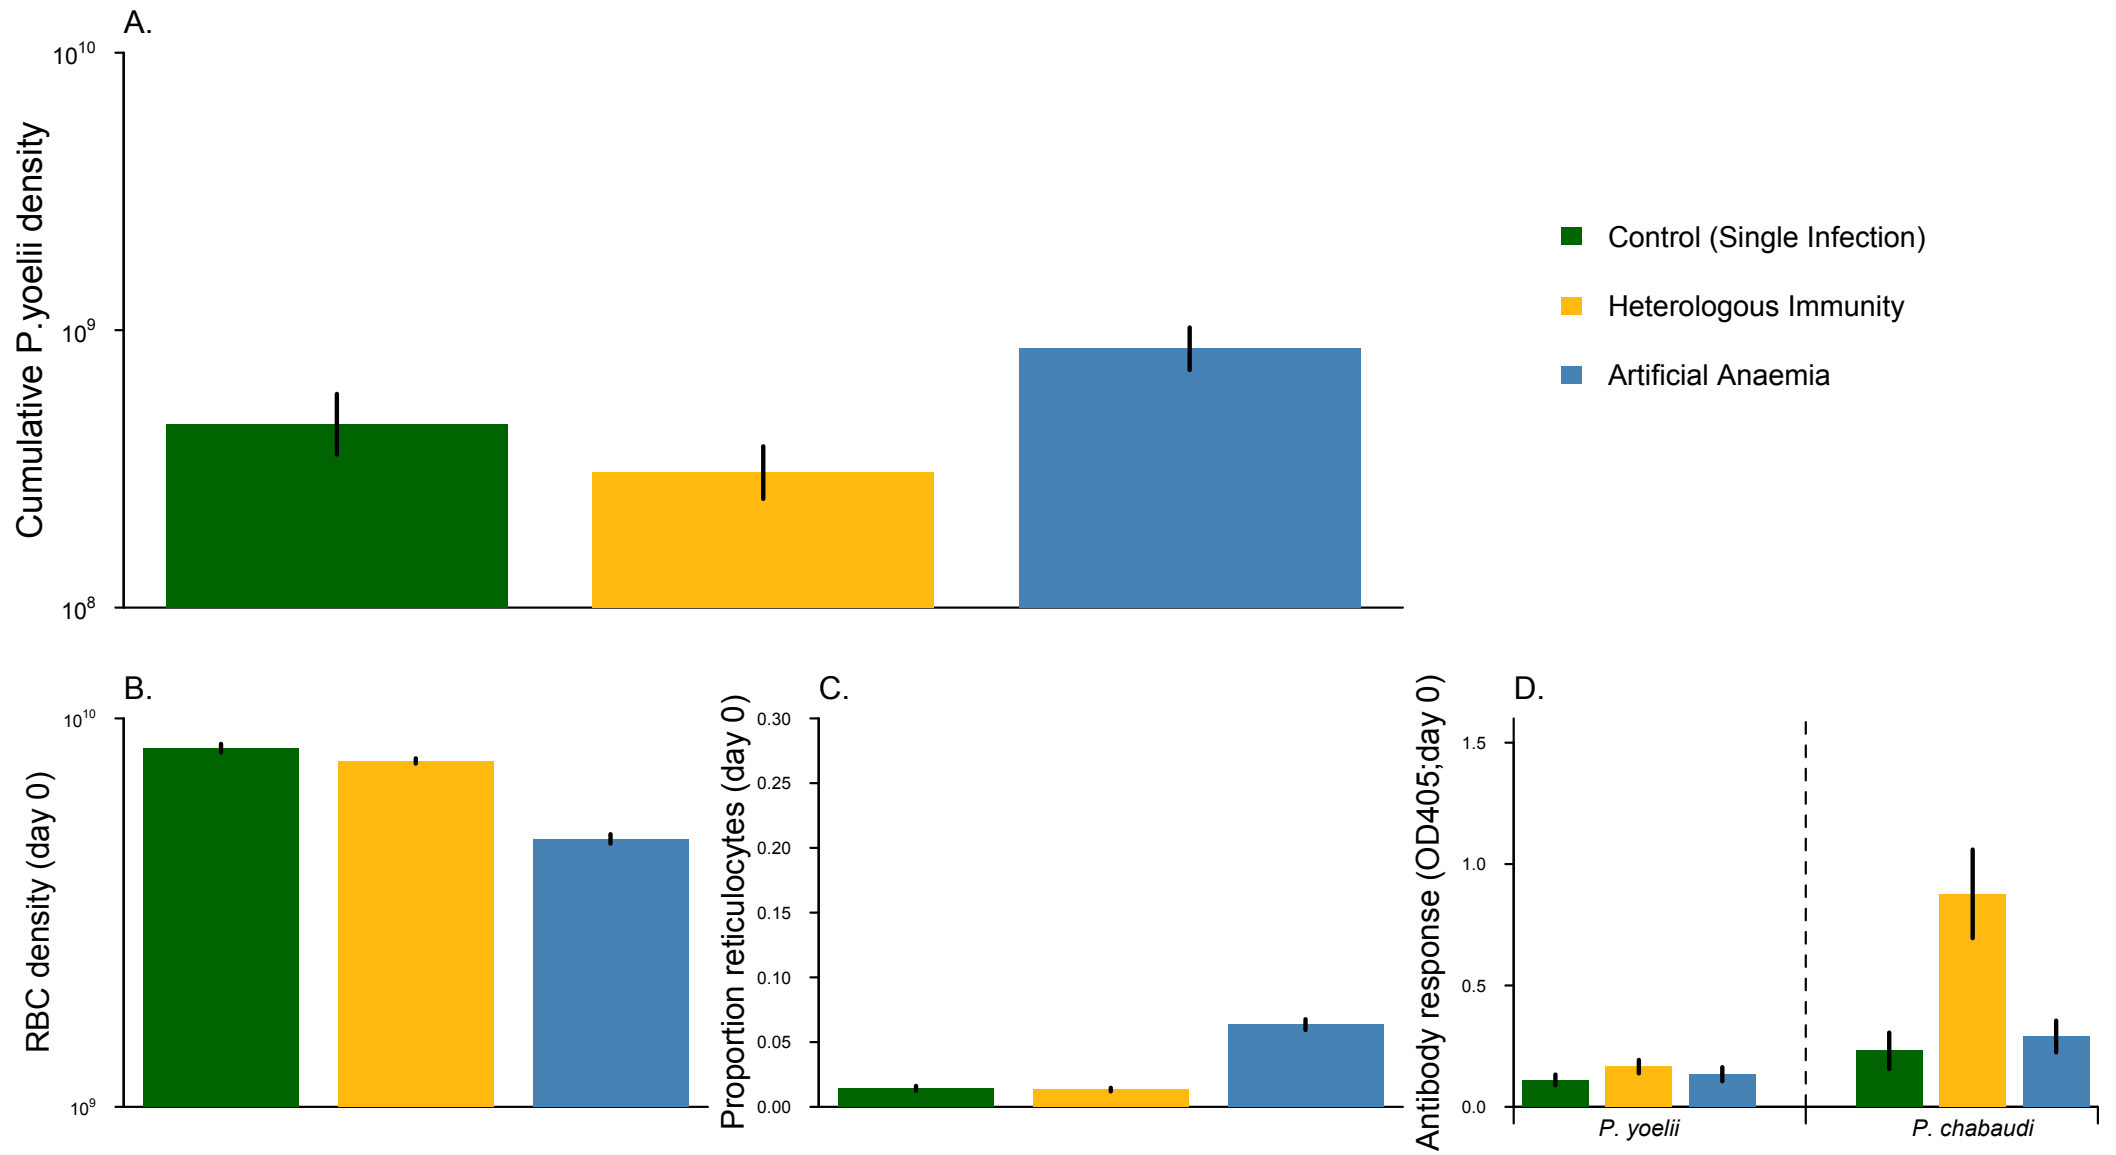 A.
Cumulative P.yoelii density
10^10
10^9
10^8
Control (Single Infection)
Heterologous Immunity
Artificial Anaemia
B.
RBC density (day 0)
10^10
10^9
C.
Proportion reticulocytes (day 0)
0.30
0.25
0.20
0.15
0.10
0.05
0.00
D.
Antibody response (OD405;day 0)
1.5
1.0
0.5
0.0
P. yoelii
P. chabaudi